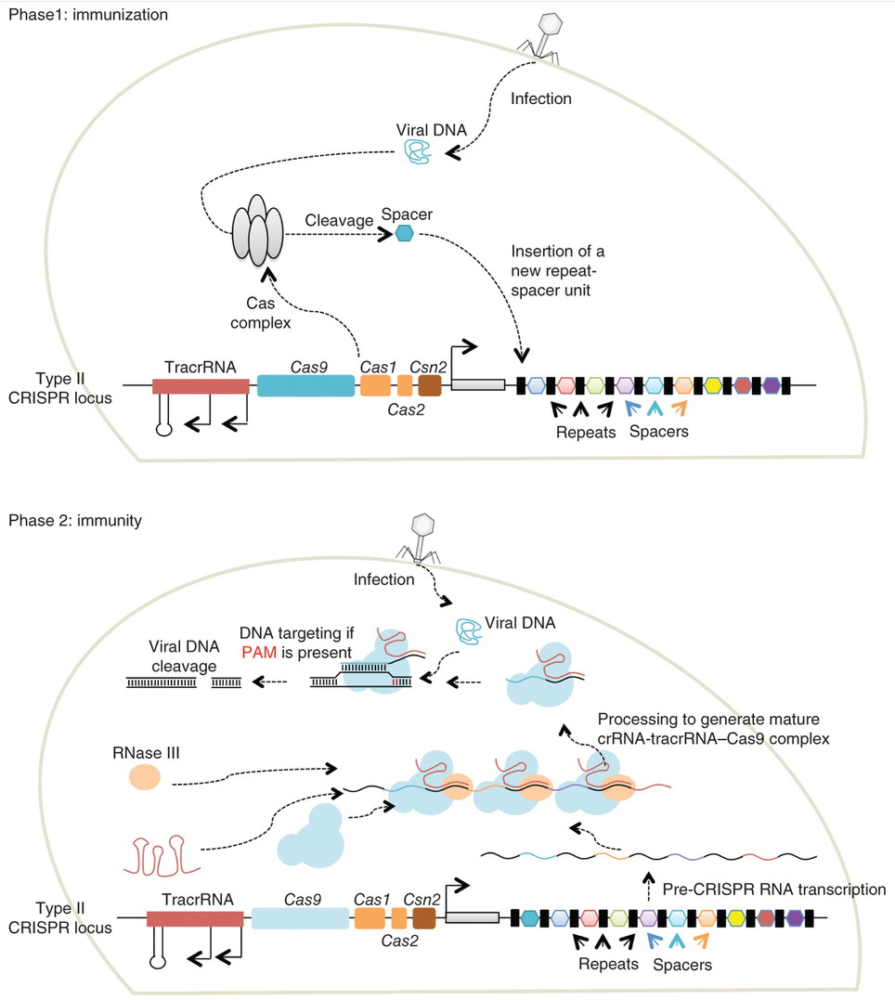 Phase1: immunization
Infection
Viral DNA
Cleavage
Spacer
Insertion of a
new repeat-
spacer unit
Cas
complex
Type II
CRISPR locus
TracrRNA
Cas9
Cas1
Csn2
Cas2
Repeats
Spacers
Phase 2: immunity
Infection
Viral DNA
DNA targeting if
PAM is present
Viral DNA
cleavage
Processing to generate mature
crRNA-tracrRNA–Cas9 complex
RNase III
Pre-CRISPR RNA transcription
Type II
CRISPR locus
TracrRNA
Cas9
Cas1
Csn2
Cas2
Repeats
Spacers